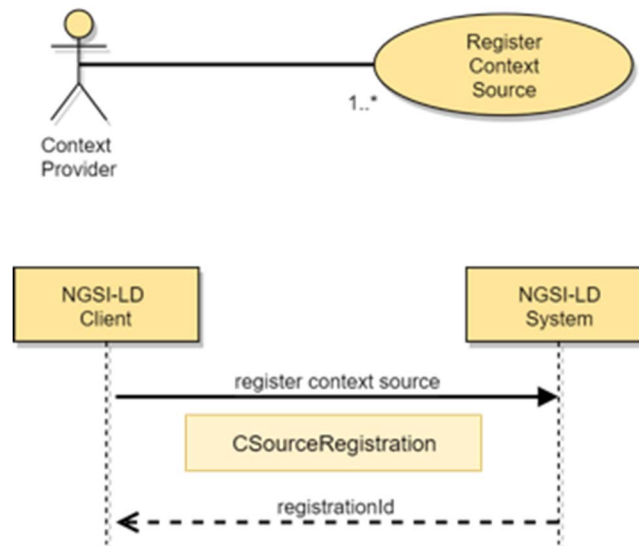 Register
Context
Source
1..*
Context
Provider
NGSI-LD
Client
NGSI-LD
System
register context source
CSourceRegistration
registrationId